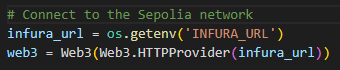 # Connect to the Sepolia network
infura_url = os.getenv('INFURA_URL')
web3 = Web3(Web3.HTTPProvider(infura_url))